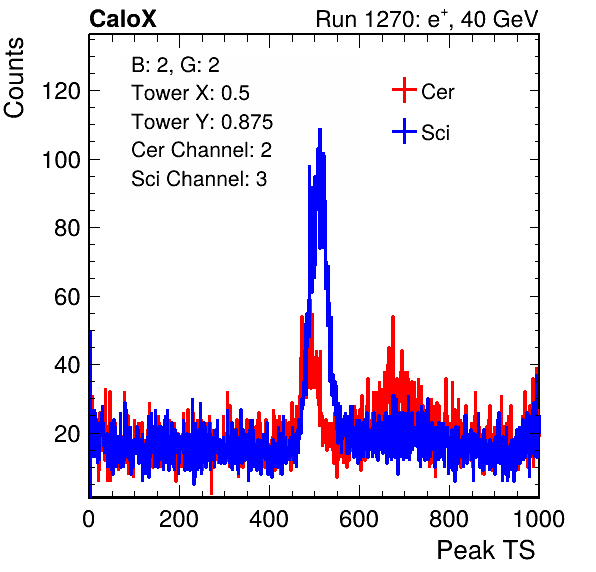 CaloX Run 1270: e+, 40 GeV
Counts
B: 2, G: 2
Tower X: 0.5
Tower Y: 0.875
Cer Channel: 2
Sci Channel: 3
Cer
Sci
120
100
80
60
40
20
0 200 400 600 800 1000
Peak TS